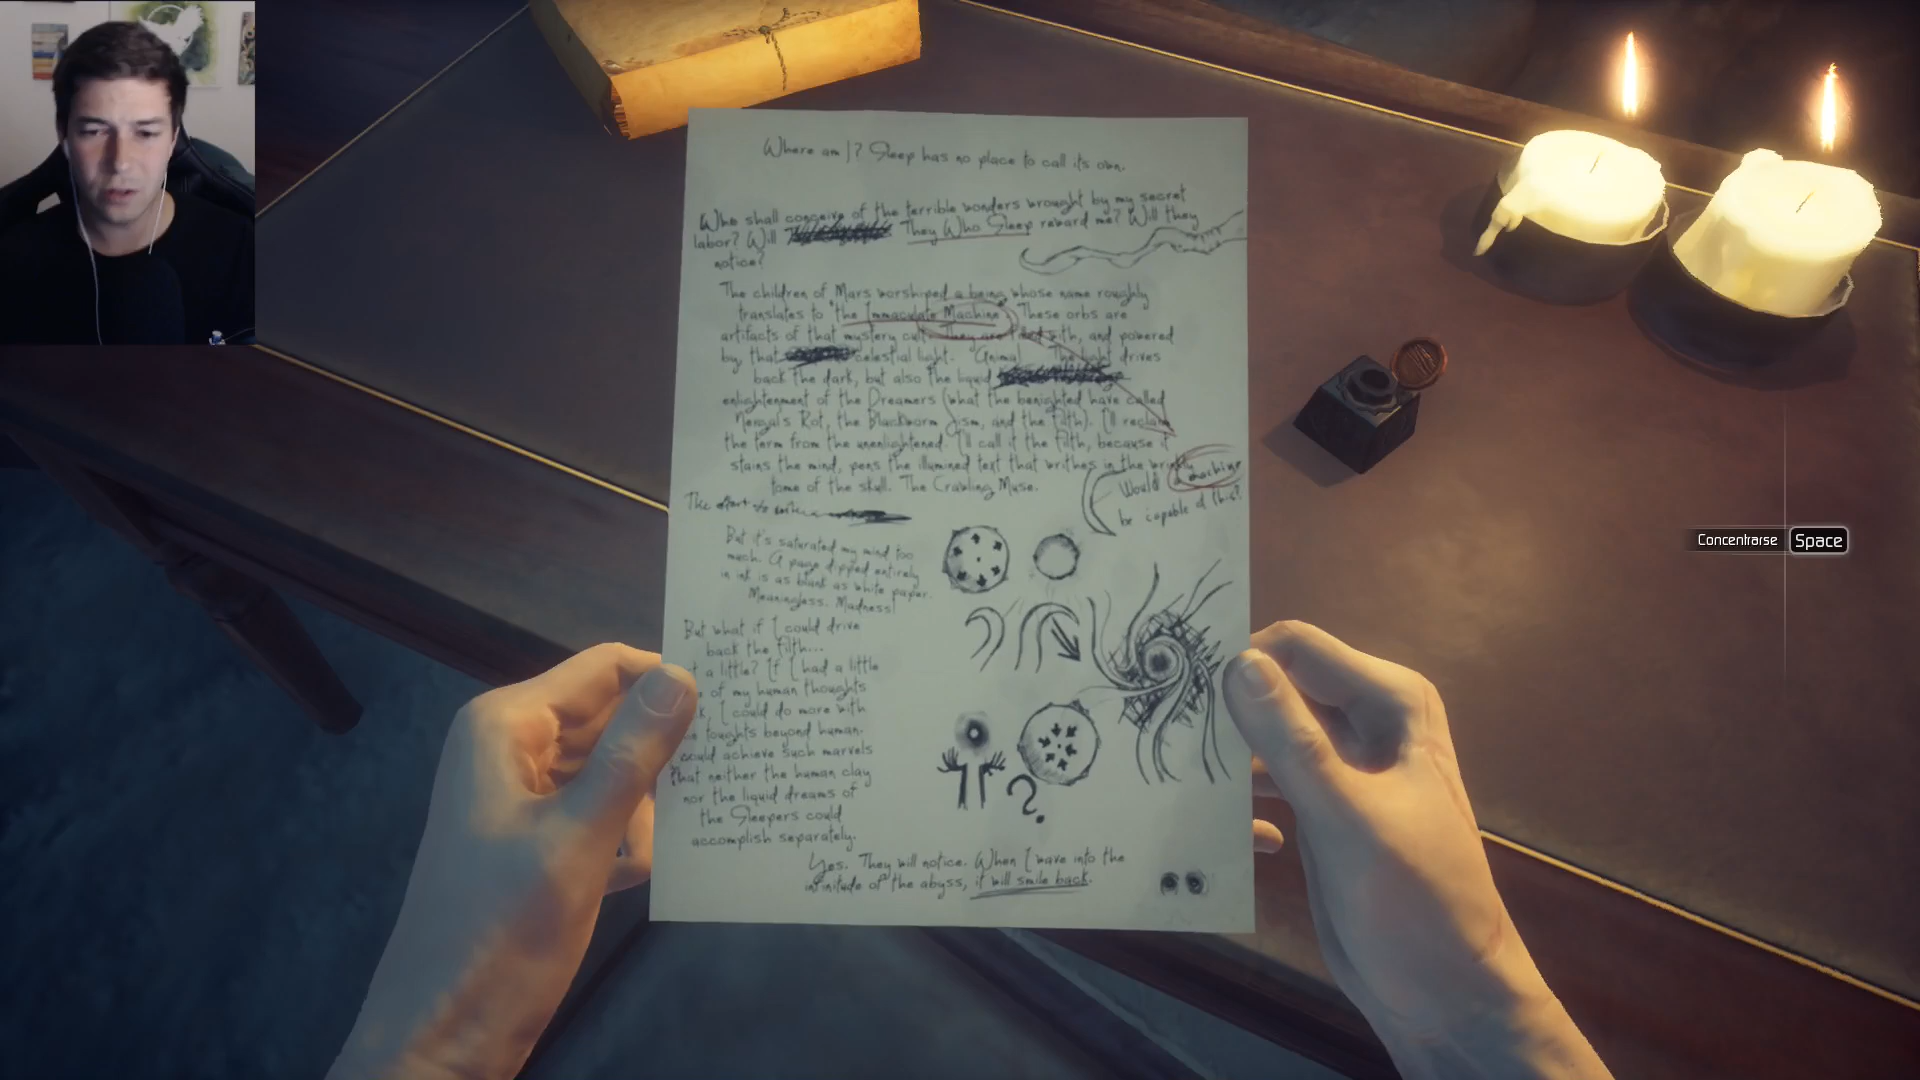 Where am I? Sleep has no place to call its own.
Who shall conceive of the terrible wonders wrought by my secret
labor? Will They Who Sleep reward me? Will they
notice?
The children of Mars worshiped a being whose name roughly
translates to "the Immaculate Machine". These orbs are
artifacts of that mystery cult. They are with, and powered
by, that celestial light. "Anima". The light drives
back the dark, but also the liquid
enlightenment of the Dreamers (what the benighted have called
Nergal's Rot, the Blackworm Jism, and the Filth). I'll reclaim
the term from the unenlightened. I'll call it the Filth, because it
stains the mind, pens the illumined text that writhes in the wrinkly
tome of the skull. The Crawling Muse.
Would a machine
be capable of this?
The
But it's saturated my mind too
much. A page dipped entirely
in ink is as blank as white paper.
Meaningless. Madness!
But what if I could drive
back the filth...
a little? If I had a little
of my human thoughts
I could do more with
toughts beyond human.
could achieve such marvels
that neither the human clay
nor the liquid dreams of
the Sleepers could
accomplish separately.
?
Yes. They will notice. When I wave into the
infinitude of the abyss, it will smile back.
Concentrarse Space